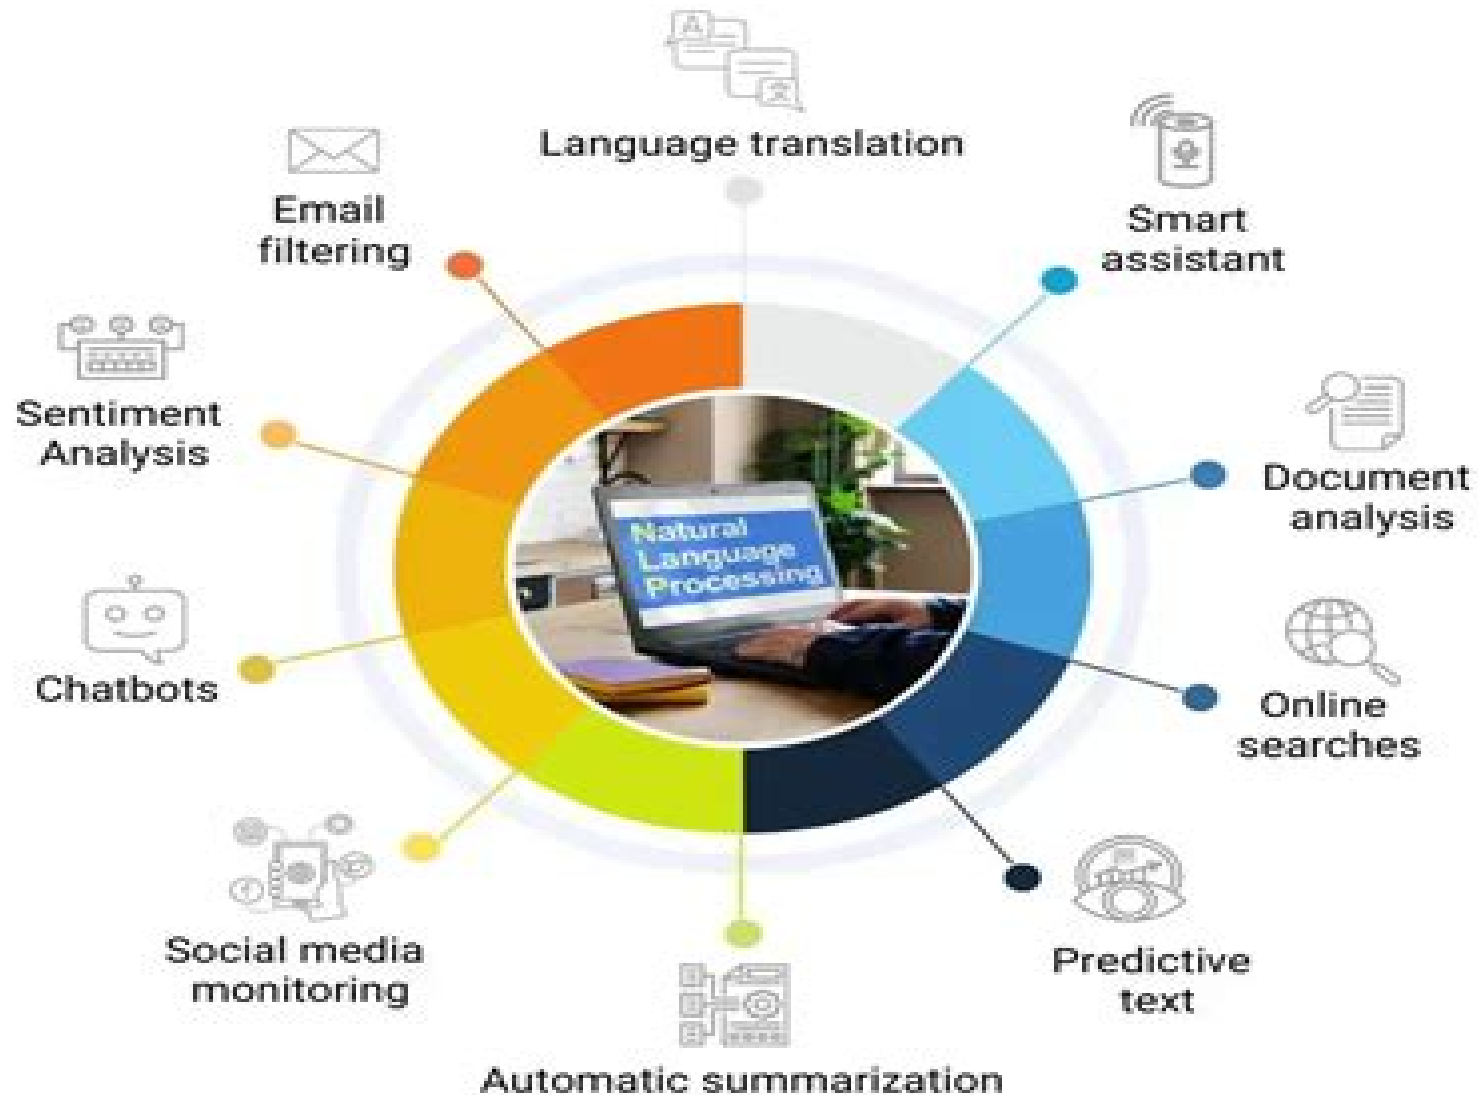 Language translation
Smart
assistant
Document
analysis
Online
searches
Predictive
text
Automatic summarization
Social media
monitoring
Chatbots
Sentiment
Analysis
Email
filtering
Natural
Language
Processing
A